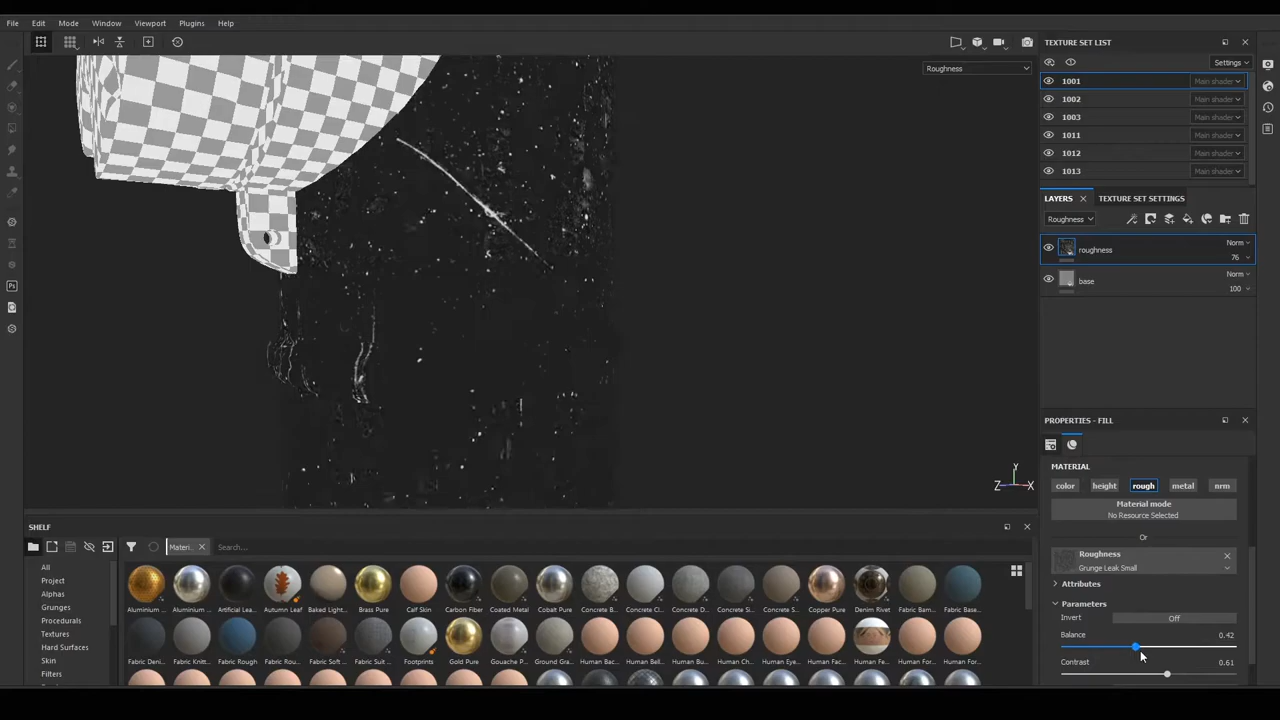 File Edit Mode Window Viewport Plugins Help
TEXTURE SET LIST
Settings
1001 Main shader
1002 Main shader
1003 Main shader
1011 Main shader
1012 Main shader
1013 Main shader
Roughness
LAYERS TEXTURE SET SETTINGS
Roughness
roughness Norm 76
base Norm 100
PROPERTIES - FILL
MATERIAL
color height rough metal nrm
Material mode
No Resource Selected
Or
Roughness
Grunge Leak Small
Attributes
Parameters
Invert Off
Balance 0.42
Contrast 0.61
Y
Z X
Ps
SHELF
Materi... Search...
All
Project
Alphas
Grunges
Procedurals
Textures
Hard Surfaces
Skin
Filters
Aluminium ... Aluminium ... Artificial Lea... Autumn Leaf Baked Light... Brass Pure Calf Skin Carbon Fiber Coated Metal Cobalt Pure Concrete B... Concrete Cl... Concrete D... Concrete Si... Concrete S... Copper Pure Denim Rivet Fabric Bam... Fabric Base...
Fabric Deni... Fabric Knitt... Fabric Rough Fabric Rou... Fabric Soft ... Fabric Suit ... Footprints Gold Pure Gouache P... Ground Gra... Human Bac... Human Bel... Human Bu... Human Ch... Human Eye... Human Fac... Human Fe... Human For... Human For...